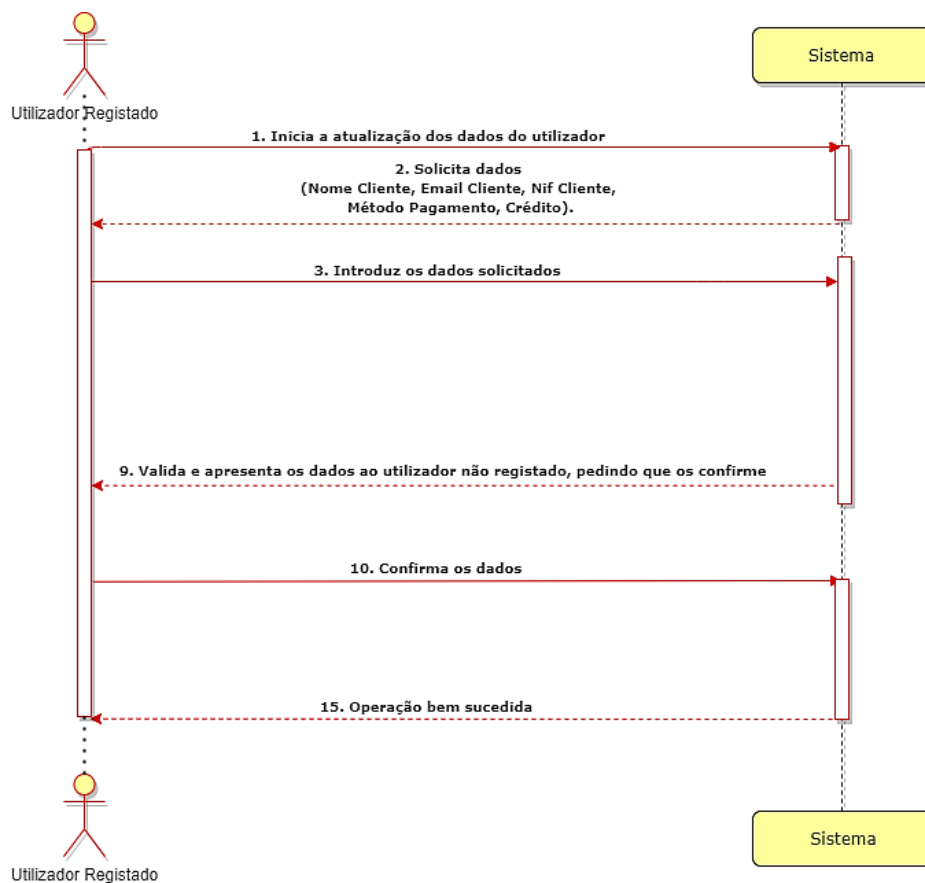 Sistema
Utilizador Registado
1. Inicia a atualização dos dados do utilizador
2. Solicita dados
(Nome Cliente, Email Cliente, Nif Cliente,
Método Pagamento, Crédito).
3. Introduz os dados solicitados
9. Valida e apresenta os dados ao utilizador não registado, pedindo que os confirme
10. Confirma os dados
15. Operação bem sucedida
Sistema
Utilizador Registado